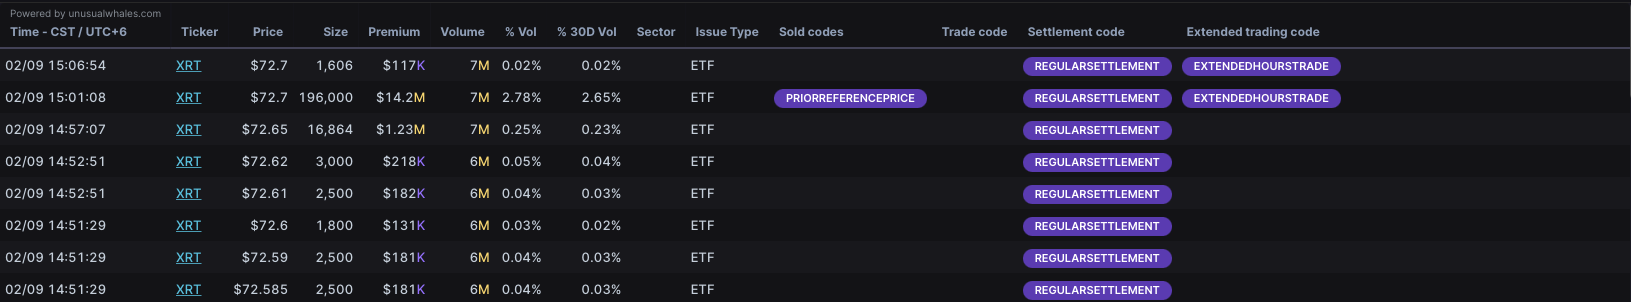 Powered by unusualwhales.com
Time - CST / UTC+6 Ticker Price Size Premium Volume % Vol % 30D Vol Sector Issue Type Sold codes Trade code Settlement code Extended trading code
02/09 15:06:54 XRT $72.7 1,606 $117K 7M 0.02% 0.02% ETF REGULARSETTLEMENT EXTENDEDHOURSTRADE
02/09 15:01:08 XRT $72.7 196,000 $14.2M 7M 2.78% 2.65% ETF PRIORREFERENCEPRICE REGULARSETTLEMENT EXTENDEDHOURSTRADE
02/09 14:57:07 XRT $72.65 16,864 $1.23M 7M 0.25% 0.23% ETF REGULARSETTLEMENT
02/09 14:52:51 XRT $72.62 3,000 $218K 6M 0.05% 0.04% ETF REGULARSETTLEMENT
02/09 14:52:51 XRT $72.61 2,500 $182K 6M 0.04% 0.03% ETF REGULARSETTLEMENT
02/09 14:51:29 XRT $72.6 1,800 $131K 6M 0.03% 0.02% ETF REGULARSETTLEMENT
02/09 14:51:29 XRT $72.59 2,500 $181K 6M 0.04% 0.03% ETF REGULARSETTLEMENT
02/09 14:51:29 XRT $72.585 2,500 $181K 6M 0.04% 0.03% ETF REGULARSETTLEMENT